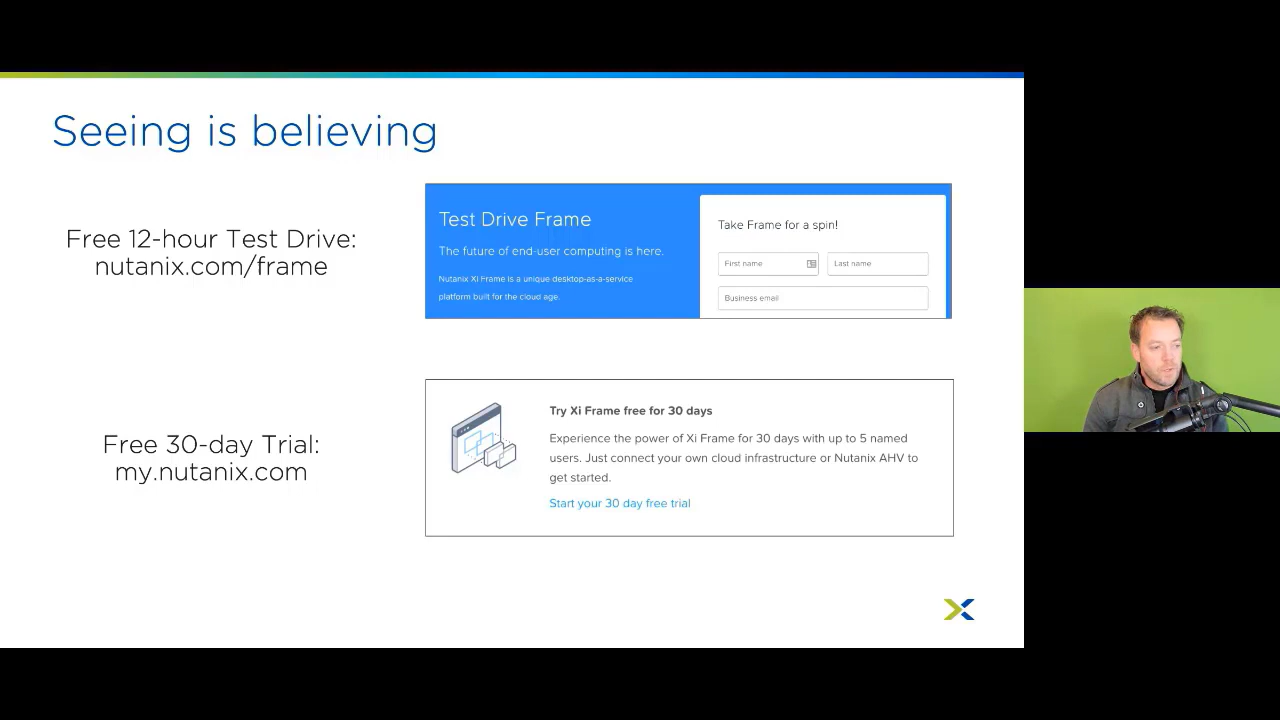 Seeing is believing
Free 12-hour Test Drive:
nutanix.com/frame
Test Drive Frame
The future of end-user computing is here.
Nutanix Xi Frame is a unique desktop-as-a-service
platform built for the cloud age.
Take Frame for a spin!
First name
Last name
Business email
Free 30-day Trial:
my.nutanix.com
Try Xi Frame free for 30 days
Experience the power of Xi Frame for 30 days with up to 5 named
users. Just connect your own cloud infrastructure or Nutanix AHV to
get started.
Start your 30 day free trial